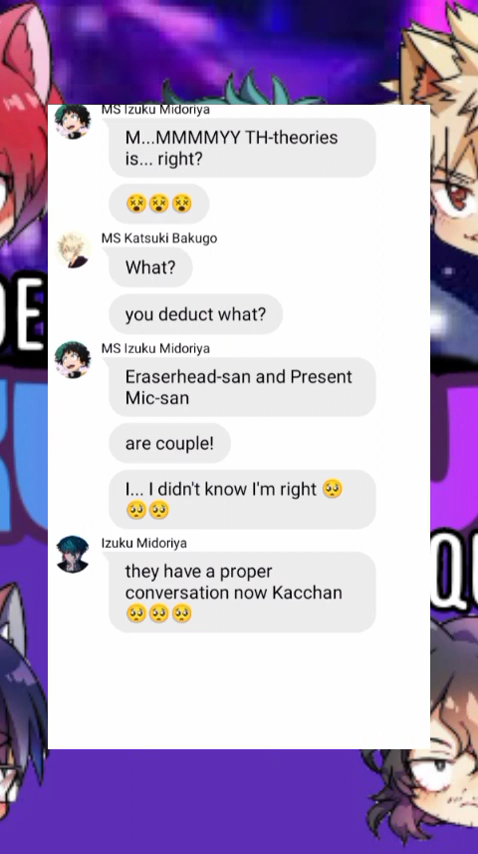 MS Izuku Midoriya
M...MMMMYY TH-theories
is... right?
😵😵😵
MS Katsuki Bakugo
What?
you deduct what?
MS Izuku Midoriya
Eraserhead-san and Present
Mic-san
are couple!
I... I didn't know I'm right 🥺
🥺🥺
Izuku Midoriya
they have a proper
conversation now Kacchan
🥺🥺🥺